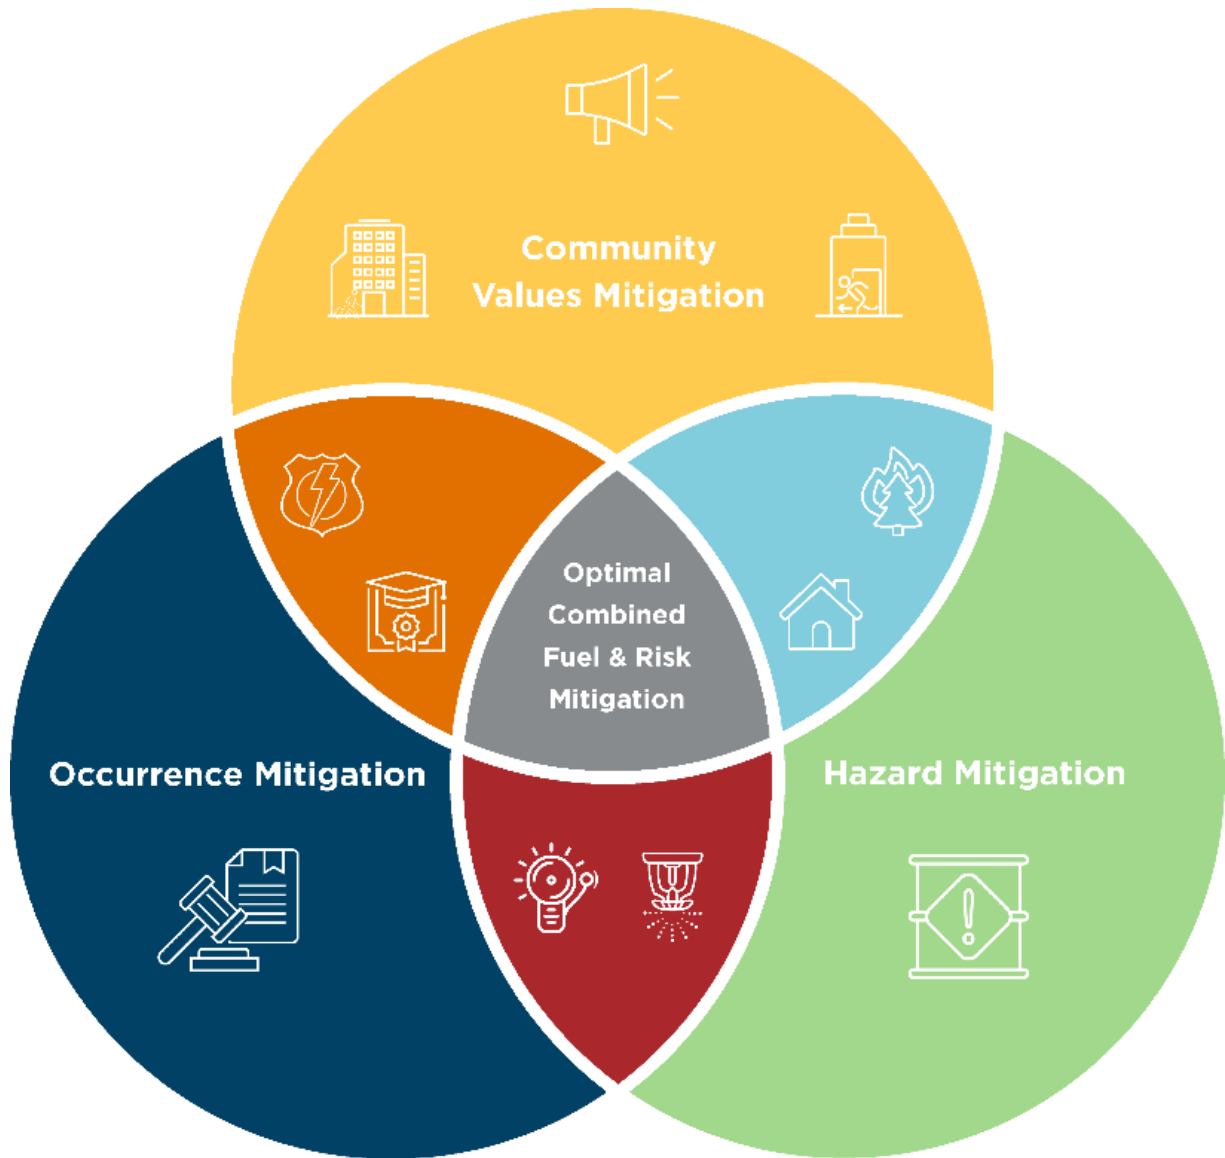 Community
Values Mitigation
Optimal
Combined
Fuel & Risk
Mitigation
Occurrence Mitigation
Hazard Mitigation